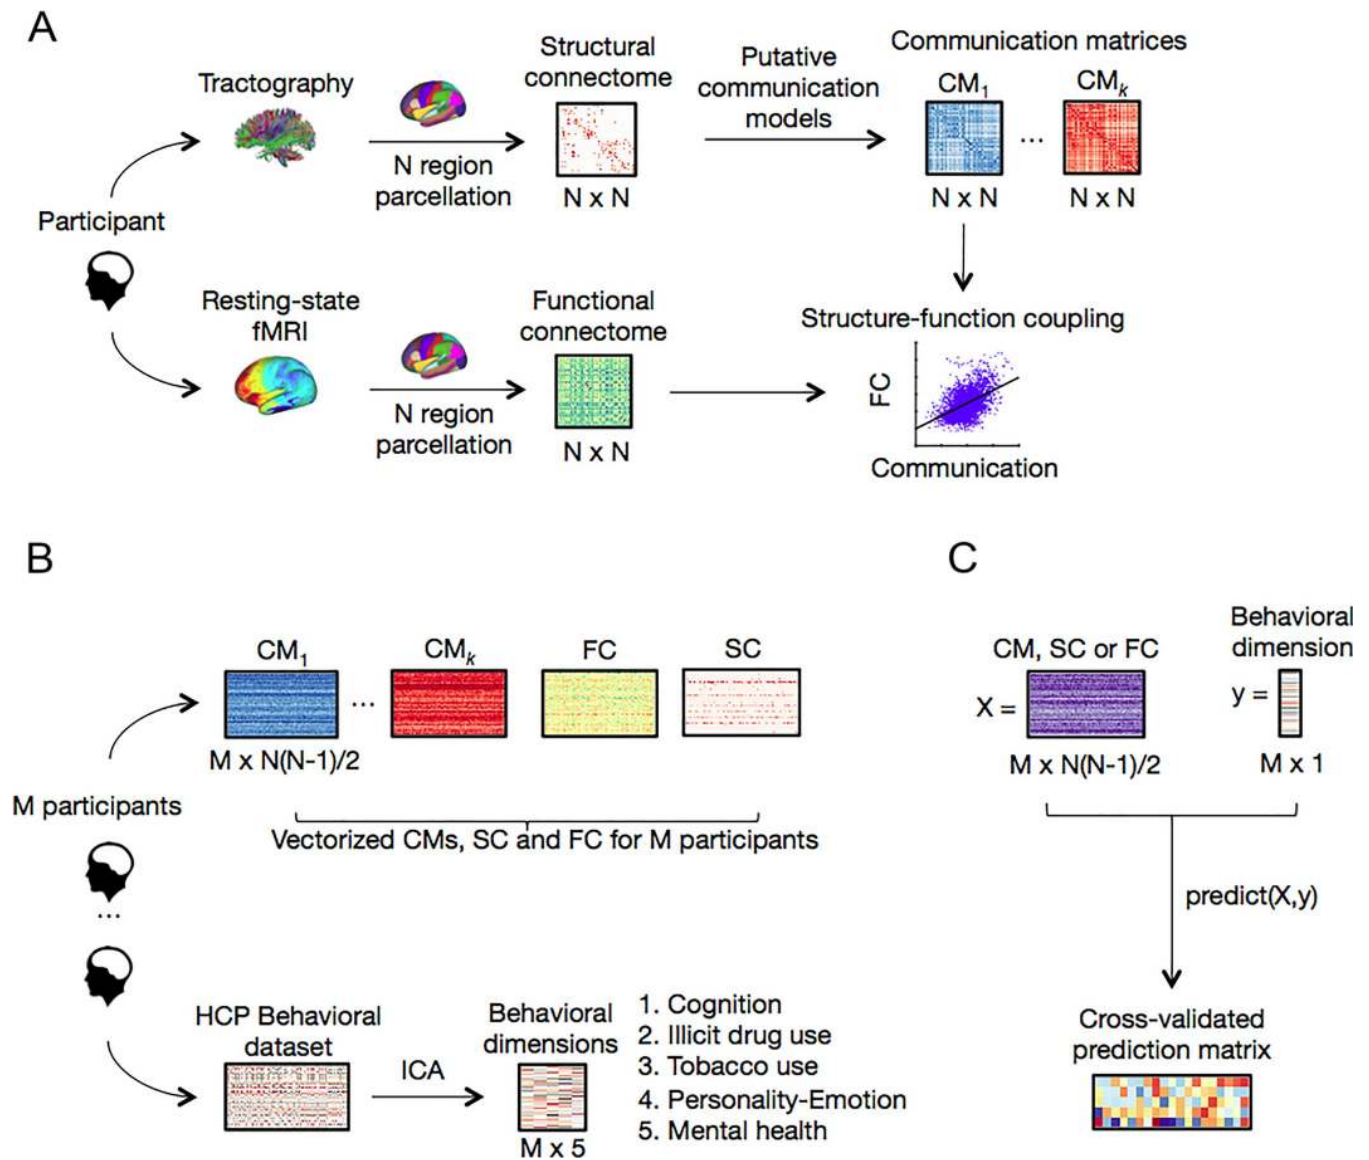 A
Tractography
N region
parcellation
Structural
connectome
N x N
Putative
communication
models
Communication matrices
CM1
...
CMk
N x N
N x N
Participant
Resting-state
fMRI
N region
parcellation
Functional
connectome
N x N
Structure-function coupling
FC
Communication
B
CM1
...
CMk
FC
SC
M x N(N-1)/2
M participants
...
Vectorized CMs, SC and FC for M participants
HCP Behavioral
dataset
ICA
Behavioral
dimensions
M x 5
1. Cognition
2. Illicit drug use
3. Tobacco use
4. Personality-Emotion
5. Mental health
C
CM, SC or FC
X =
M x N(N-1)/2
Behavioral
dimension
y =
M x 1
predict(X,y)
Cross-validated
prediction matrix